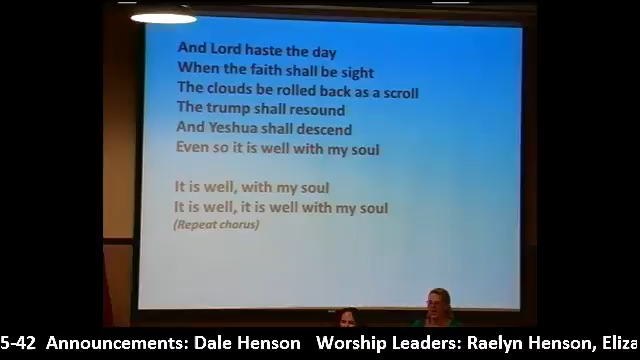 And Lord haste the day
When the faith shall be sight
The clouds be rolled back as a scroll
The trump shall resound
And Yeshua shall descend
Even so it is well with my soul
It is well, with my soul
It is well, it is well with my soul
(Repeat chorus)
5-42 Announcements: Dale Henson Worship Leaders: Raelyn Henson, Eliza